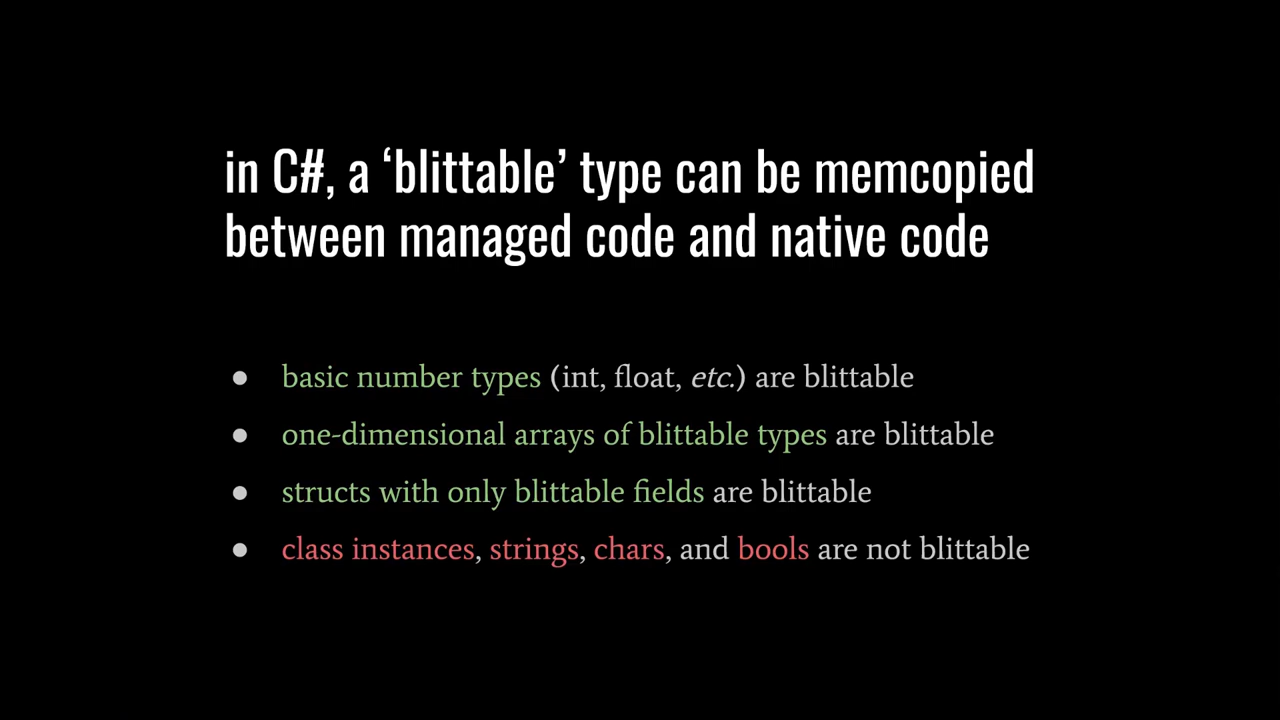 in C#, a ‘blittable’ type can be memcopied
between managed code and native code
● basic number types (int, float, etc.) are blittable
● one-dimensional arrays of blittable types are blittable
● structs with only blittable fields are blittable
● class instances, strings, chars, and bools are not blittable